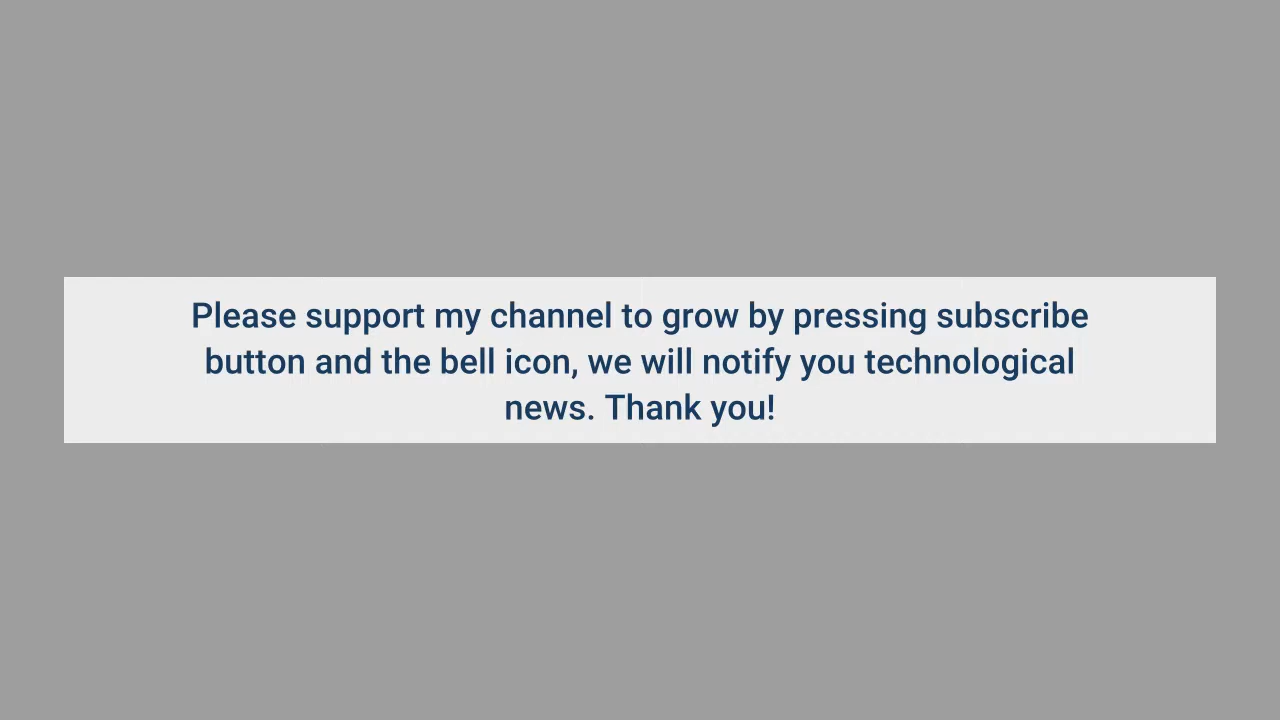 Please support my channel to grow by pressing subscribe
button and the bell icon, we will notify you technological
news. Thank you!